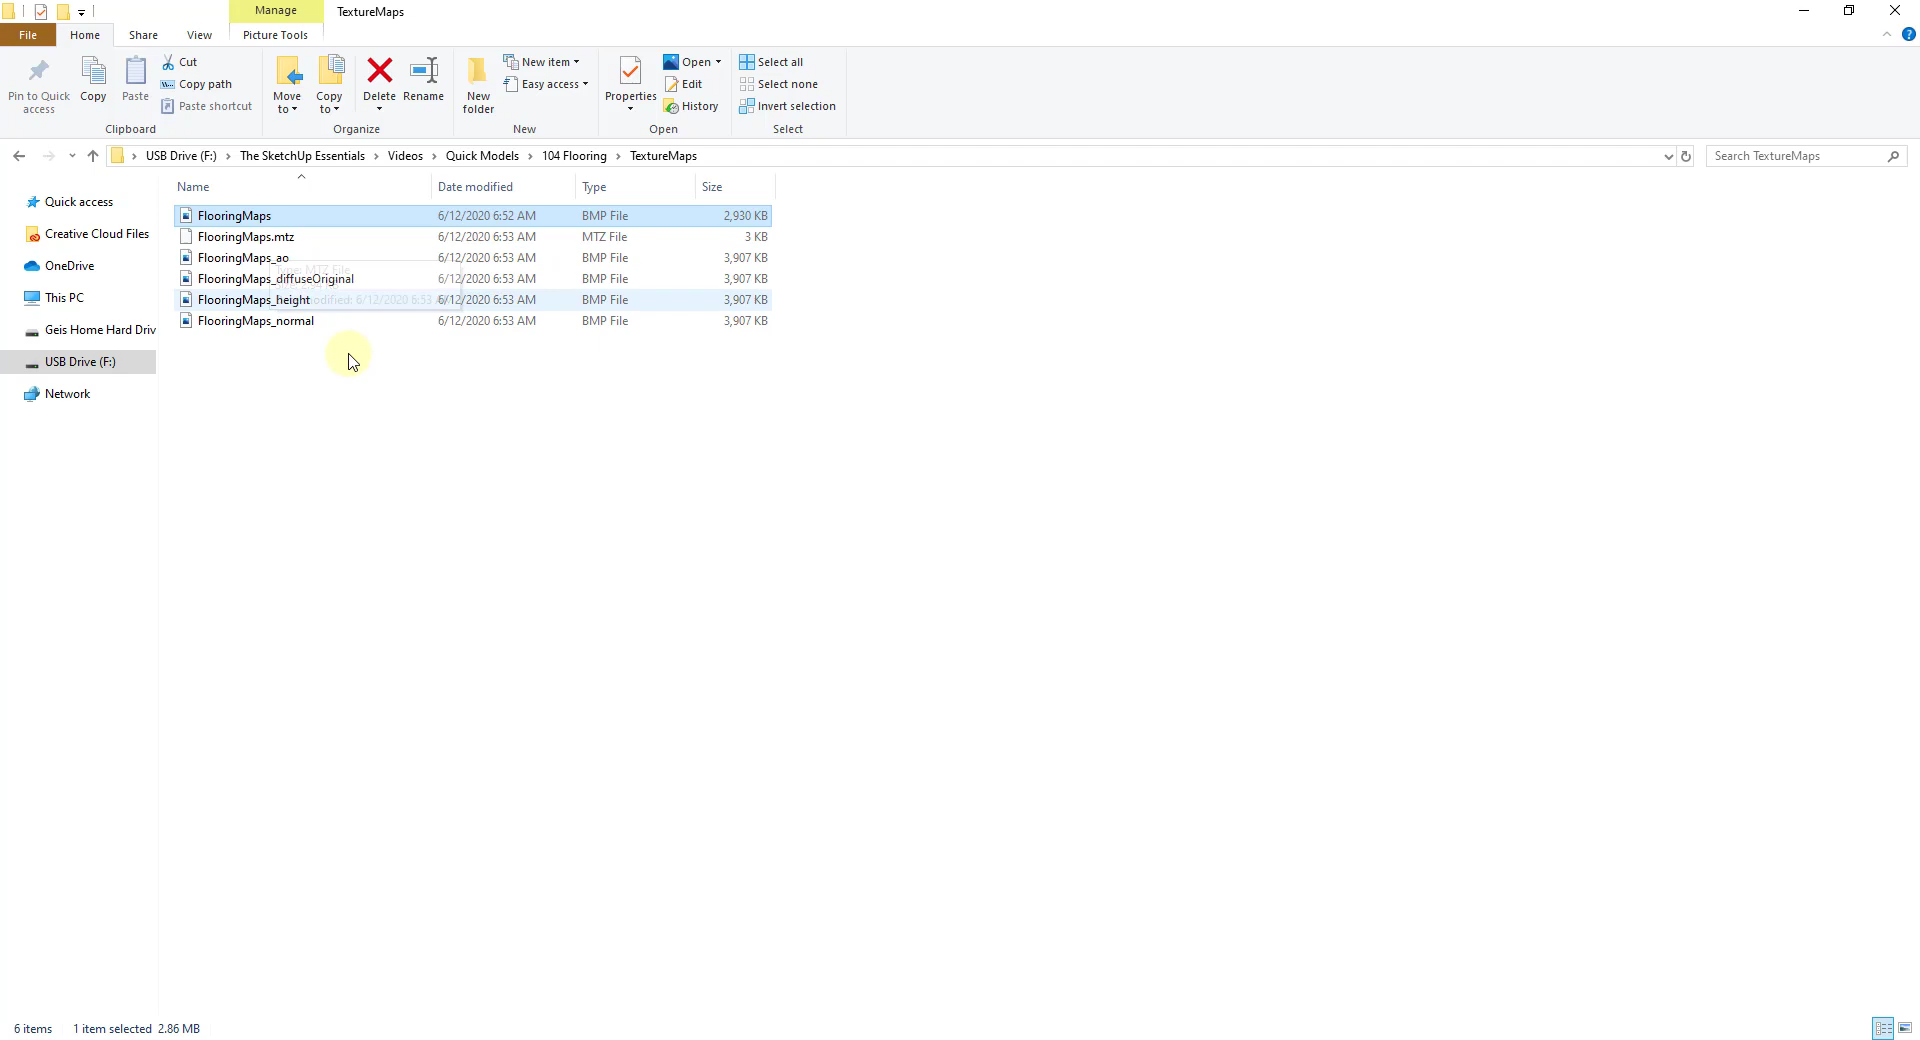 Manage TextureMaps
File Home Share View Picture Tools
Pin to Quick access
Copy
Paste
Cut
Copy path
Paste shortcut
Clipboard
Move to
Copy to
Delete
Rename
Organize
New folder
New item
Easy access
New
Properties
Open
Edit
History
Open
Select all
Select none
Invert selection
Select
USB Drive (F:) › The SketchUp Essentials › Videos › Quick Models › 104 Flooring › TextureMaps
Search TextureMaps
Quick access
Creative Cloud Files
OneDrive
This PC
Geis Home Hard Driv
USB Drive (F:)
Network
Name Date modified Type Size
FlooringMaps 6/12/2020 6:52 AM BMP File 2,930 KB
FlooringMaps.mtz 6/12/2020 6:53 AM MTZ File 3 KB
FlooringMaps_ao 6/12/2020 6:53 AM BMP File 3,907 KB
Type: MTZ File
FlooringMaps_diffuseOriginal 6/12/2020 6:53 AM BMP File 3,907 KB
FlooringMaps_height 6/12/2020 6:53 AM BMP File 3,907 KB
FlooringMaps_normal 6/12/2020 6:53 AM BMP File 3,907 KB
6 items 1 item selected 2.86 MB